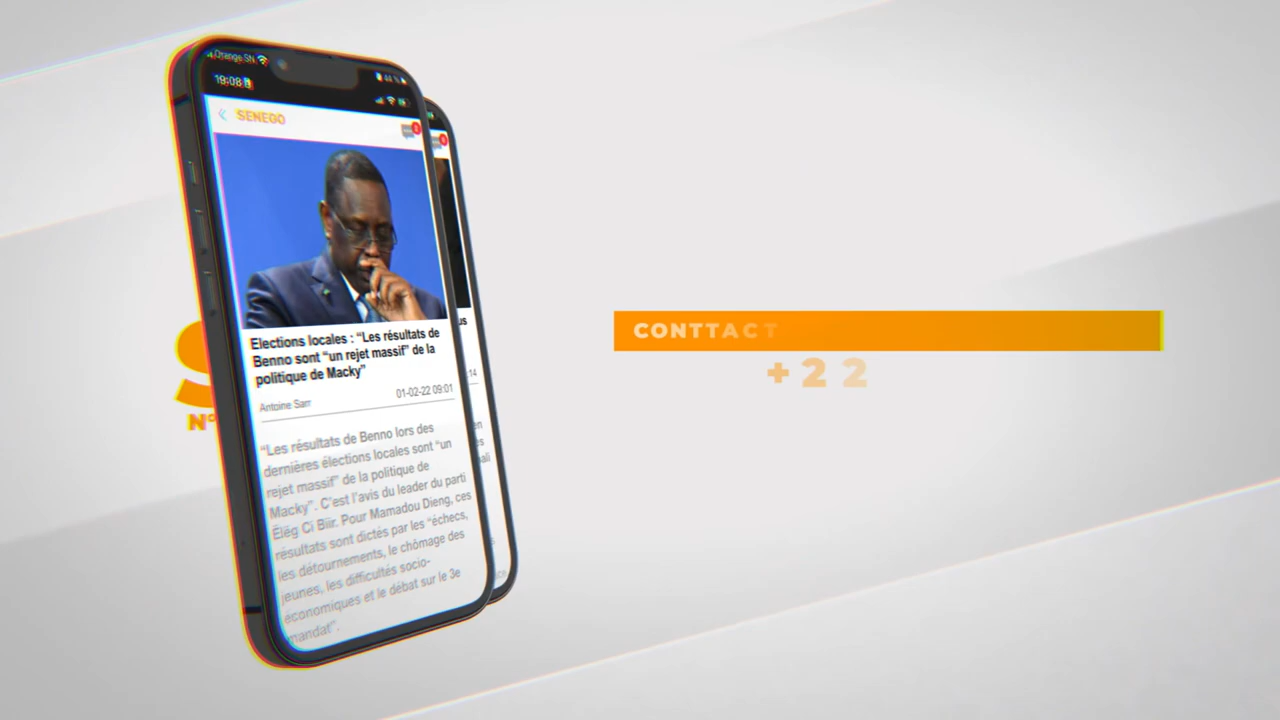 Orange SN
44 %
19:08
SENEGO
Elections locales : “Les résultats de
Benno sont “un rejet massif” de la
politique de Macky”
Antoine Sarr
01-02-22 09:01
“Les résultats de Benno lors des
dernières élections locales sont “un
rejet massif” de la politique de
Macky”. C’est l’avis du leader du parti
Élëg Ci Biir. Pour Mamadou Dieng, ces
résultats sont dictés par les “échecs,
les détournements, le chômage des
jeunes, les difficultés socio-
économiques et le débat sur le 3e
mandat”.
N°
CONTTACT
+22